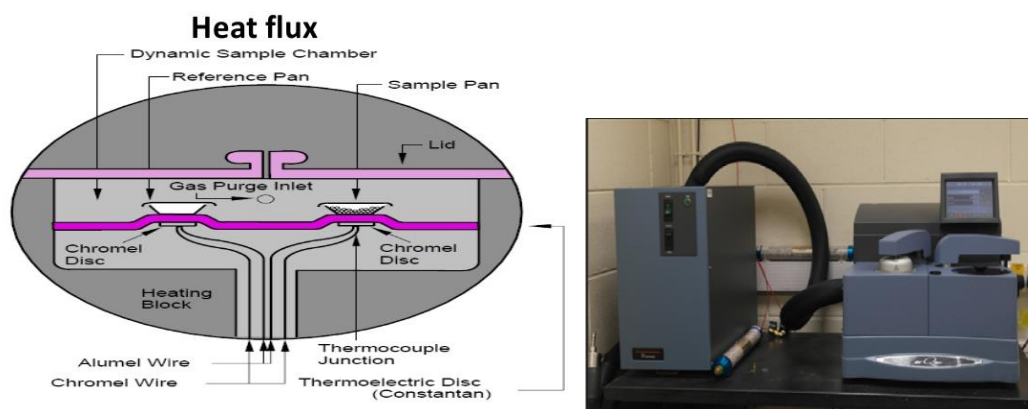 Heat flux
Dynamic Sample Chamber
Reference Pan
Sample Pan
Lid
Gas Purge Inlet
Chromel
Disc
Chromel
Disc
Heating
Block
Thermocouple
Junction
Alumel Wire
Chromel Wire
Thermoelectric Disc
(Constantan)